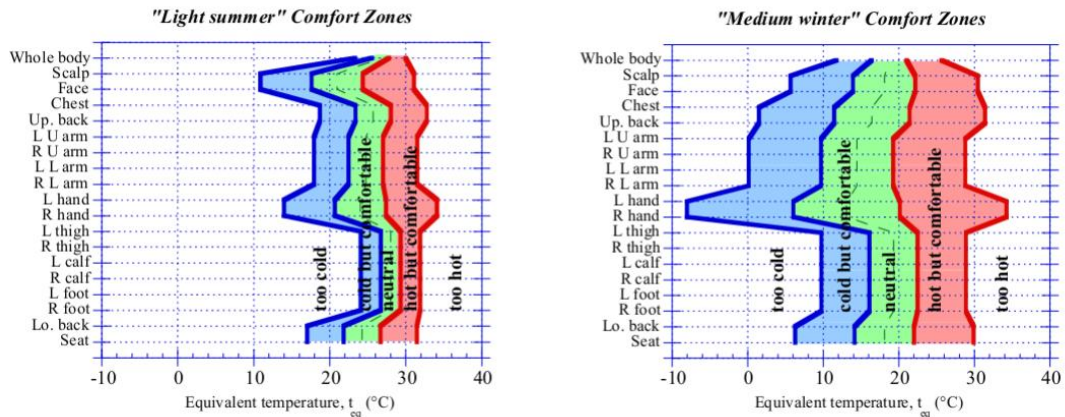 "Light summer" Comfort Zones
Whole body
Scalp
Face
Chest
Up. back
L U arm
R U arm
L L arm
R L arm
L hand
R hand
L thigh
R thigh
L calf
R calf
L foot
R foot
Lo. back
Seat
too cold
cold but comfortable
neutral
hot but comfortable
too hot
-10 0 10 20 30 40
Equivalent temperature, t_eq (°C)
"Medium winter" Comfort Zones
Whole body
Scalp
Face
Chest
Up. back
L U arm
R U arm
L L arm
R L arm
L hand
R hand
L thigh
R thigh
L calf
R calf
L foot
R foot
Lo. back
Seat
too cold
cold but comfortable
neutral
hot but comfortable
too hot
-10 0 10 20 30 40
Equivalent temperature, t_eq (°C)